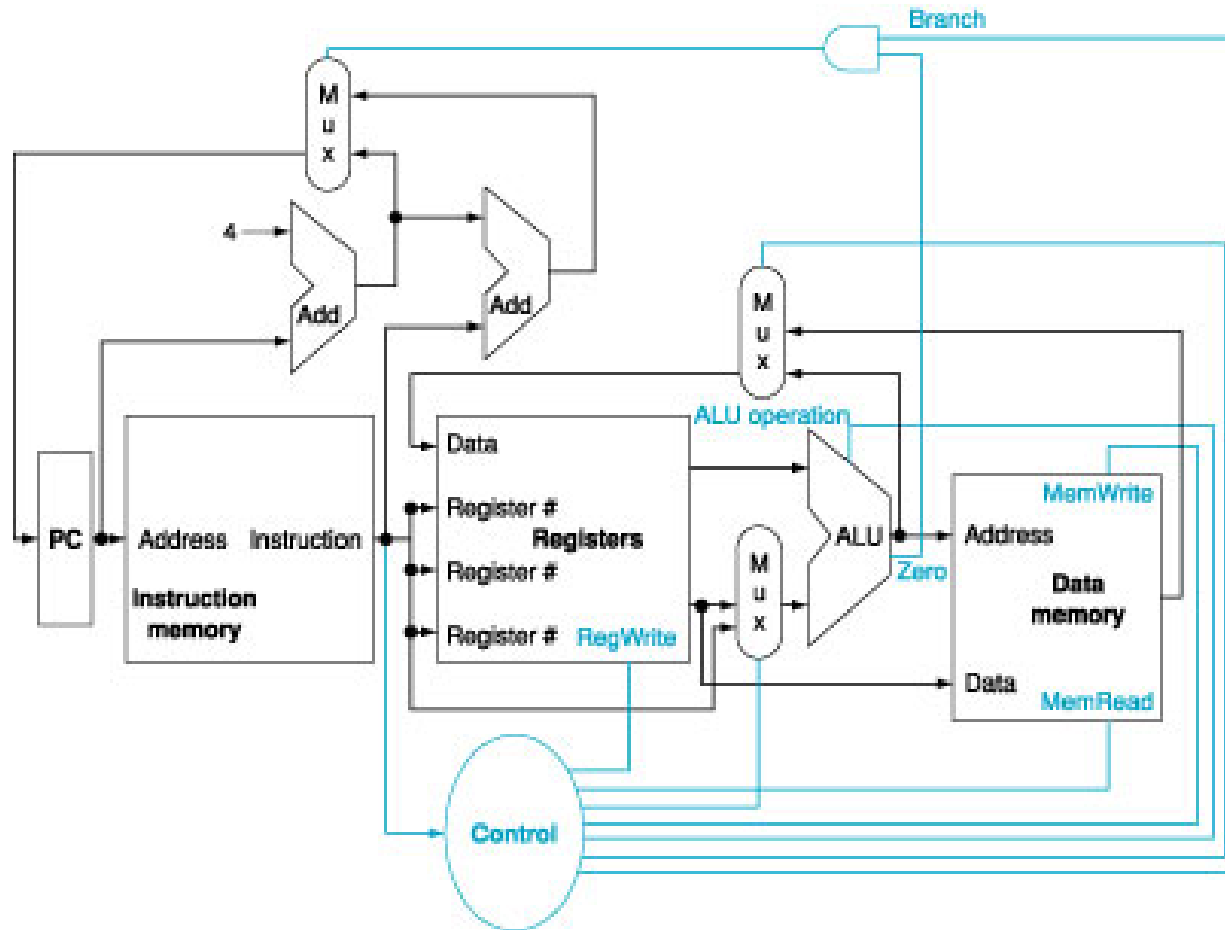 Branch
M
u
x
4
Add
Add
M
u
x
ALU operation
Data
MemWrite
Register #
PC
Address
Instruction
Registers
M
u
x
ALU
Address
Zero
Register #
Data
memory
Instruction
memory
Register #
RegWrite
Data
MemRead
Control